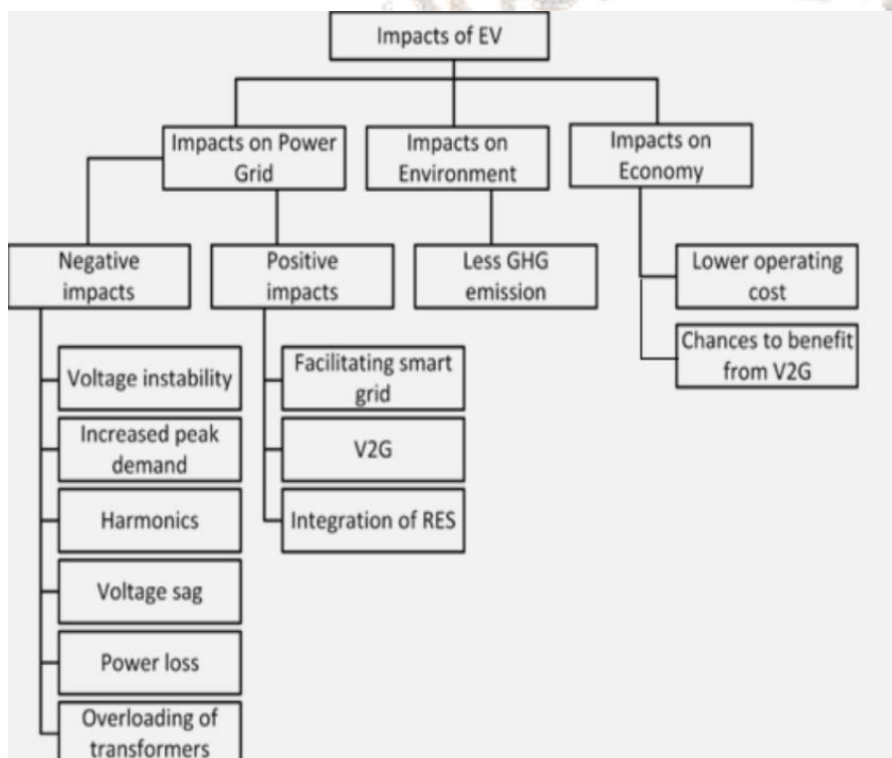 Impacts of EV
Impacts on Power
Grid
Impacts on
Environment
Impacts on
Economy
Negative
impacts
Positive
impacts
Less GHG
emission
Lower operating
cost
Chances to benefit
from V2G
Voltage instability
Increased peak
demand
Harmonics
Voltage sag
Power loss
Overloading of
transformers
Facilitating smart
grid
V2G
Integration of RES